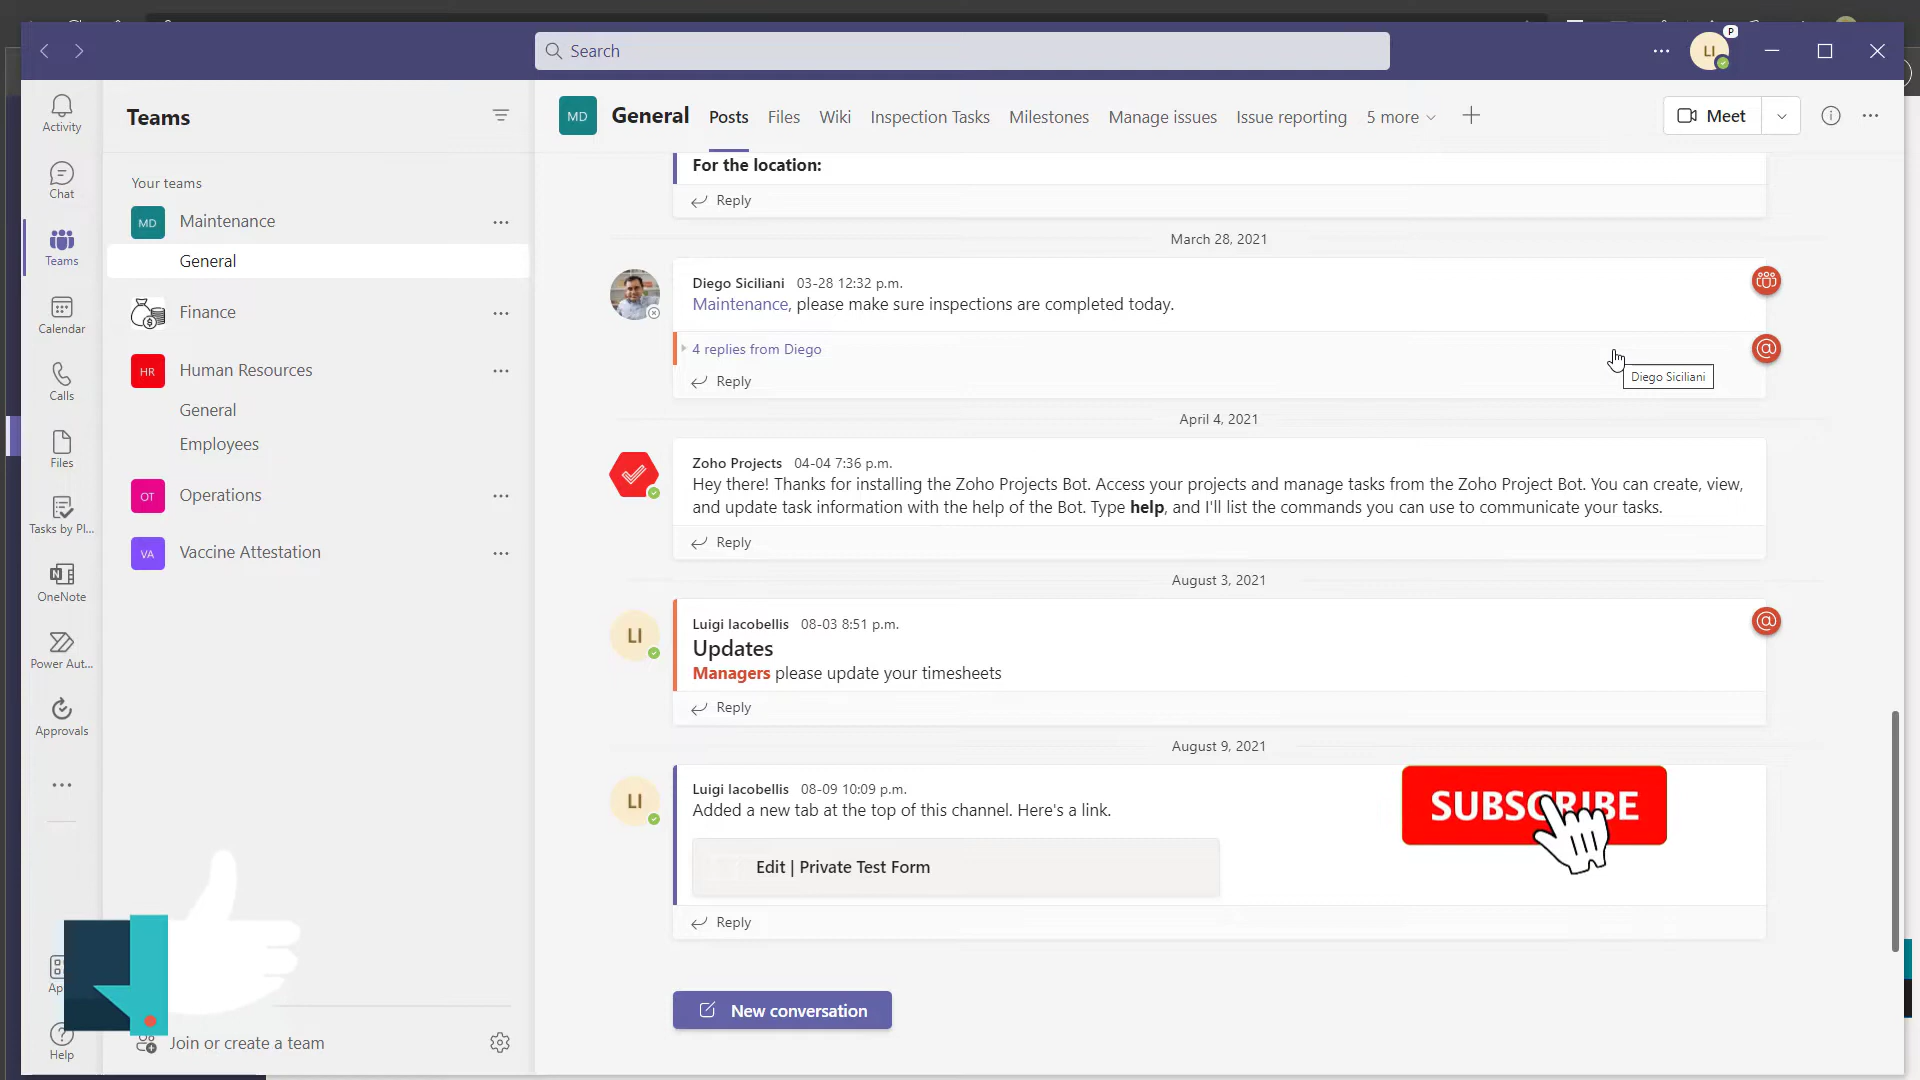 Search
LI
P
Activity
Chat
Teams
Calendar
Calls
Files
Tasks by Pl...
OneNote
Power Aut...
Approvals
Help
Teams
Your teams
MD Maintenance
General
Finance
HR Human Resources
General
Employees
OT Operations
VA Vaccine Attestation
Join or create a team
MD General Posts Files Wiki Inspection Tasks Milestones Manage issues Issue reporting 5 more
Meet
For the location:
Reply
March 28, 2021
Diego Siciliani 03-28 12:32 p.m.
Maintenance, please make sure inspections are completed today.
4 replies from Diego
Diego Siciliani
Reply
April 4, 2021
Zoho Projects 04-04 7:36 p.m.
Hey there! Thanks for installing the Zoho Projects Bot. Access your projects and manage tasks from the Zoho Project Bot. You can create, view,
and update task information with the help of the Bot. Type help, and I'll list the commands you can use to communicate your tasks.
Reply
August 3, 2021
LI
Luigi Iacobellis 08-03 8:51 p.m.
Updates
Managers please update your timesheets
Reply
August 9, 2021
LI
Luigi Iacobellis 08-09 10:09 p.m.
Added a new tab at the top of this channel. Here's a link.
Edit | Private Test Form
SUBSCRIBE
Reply
New conversation